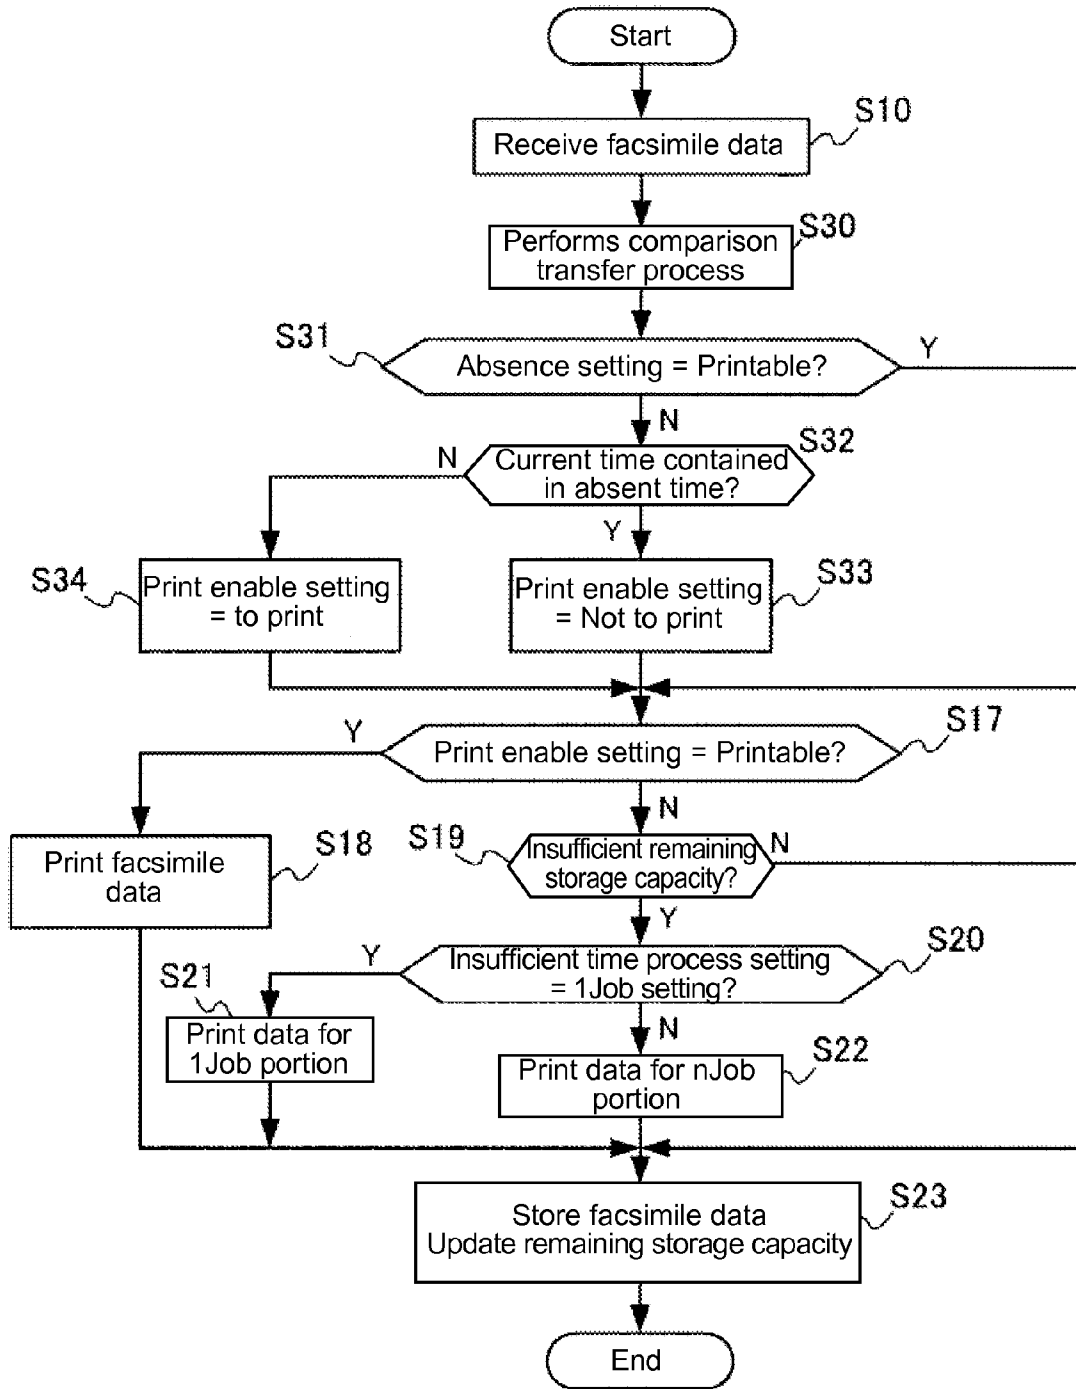 Start
S10
Receive facsimile data
S30
Performs comparison
transfer process
S31
Absence setting = Printable?
Y
N
S32
N
Current time contained
in absent time?
Y
S34
Print enable setting
= to print
S33
Print enable setting
= Not to print
S17
Y
Print enable setting = Printable?
N
S18
Print facsimile
data
S19
Insufficient remaining
storage capacity?
N
Y
S20
Y
Insufficient time process setting
= 1Job setting?
S21
N
Print data for
1Job portion
S22
Print data for nJob
portion
S23
Store facsimile data
Update remaining storage capacity
End